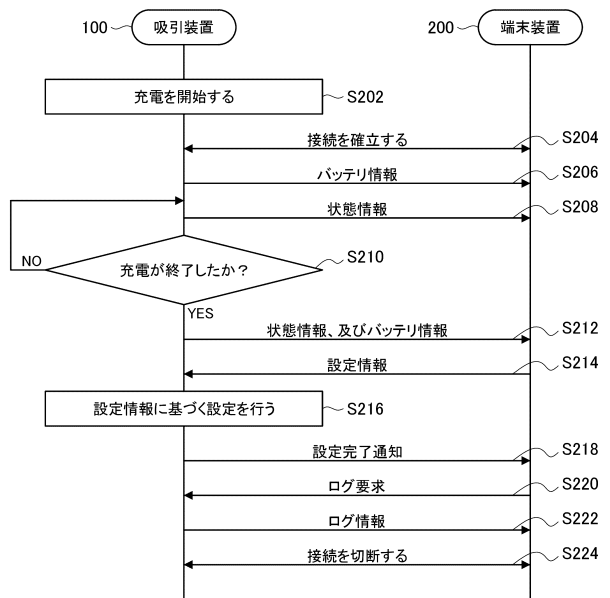 100 吸引装置 200 端末装置
充電を開始する S202
接続を確立する S204
バッテリ情報 S206
状態情報 S208
充電が終了したか？ S210
NO
YES
状態情報、及びバッテリ情報 S212
設定情報 S214
設定情報に基づく設定を行う S216
設定完了通知 S218
ログ要求 S220
ログ情報 S222
接続を切断する S224